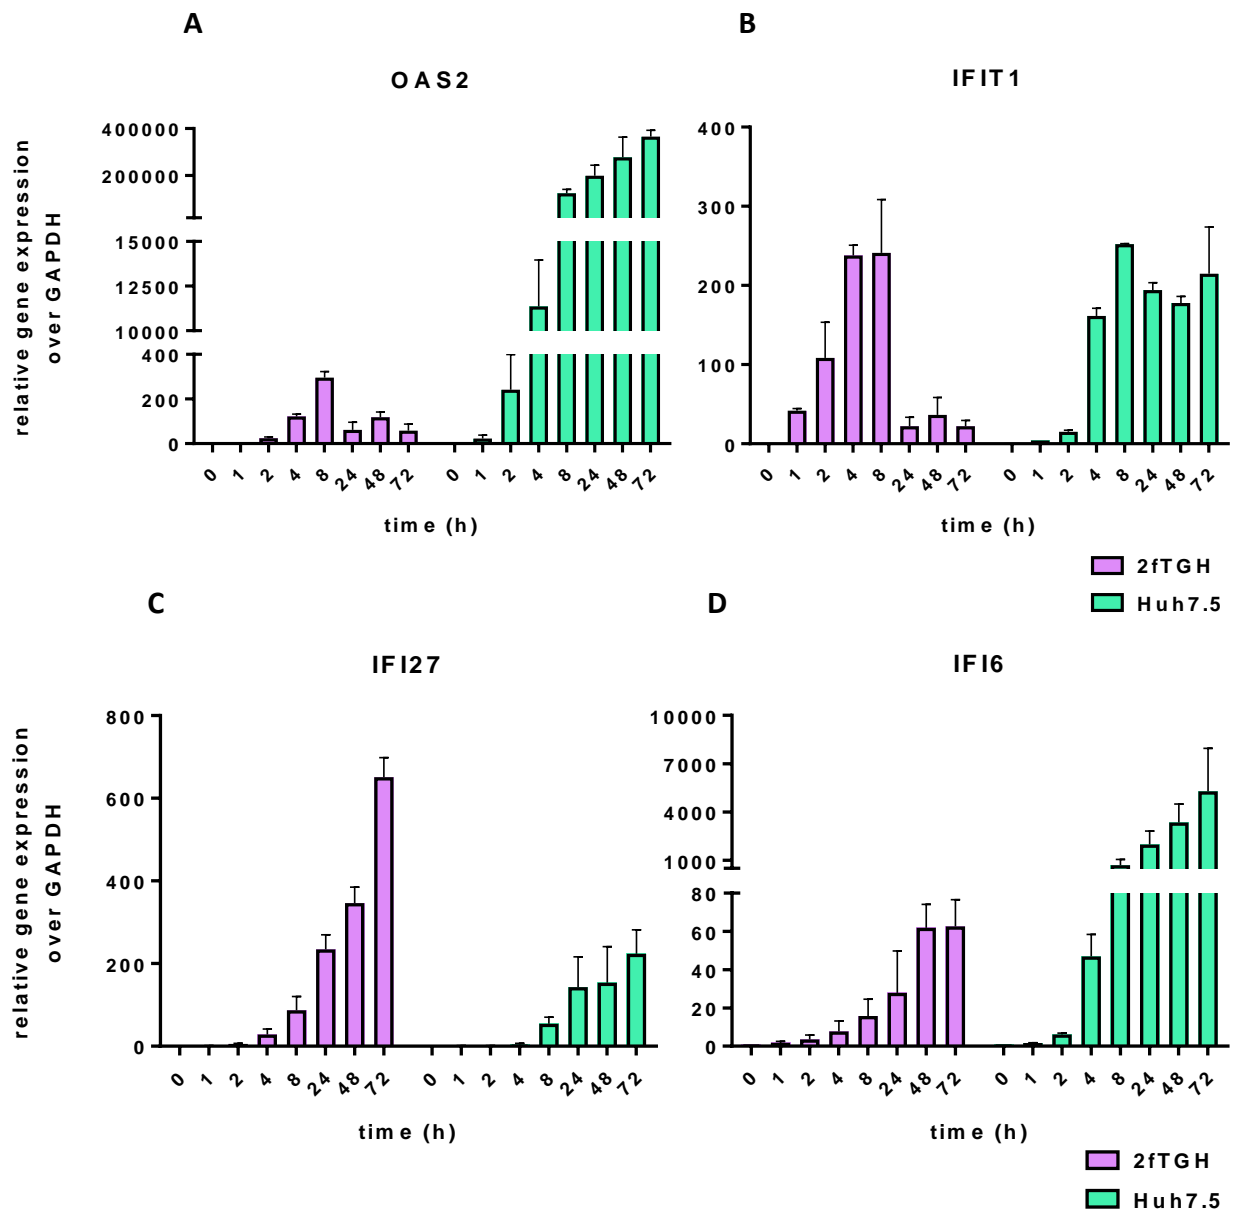 A
OAS2
relative gene expression
over GAPDH
400000
200000
15000
12500
10000
400
200
0
0 1 2 4 8 24 48 72 0 1 2 4 8 24 48 72
time (h)
B
IFIT1
400
300
200
100
0
0 1 2 4 8 24 48 72 0 1 2 4 8 24 48 72
time (h)
2fTGH
Huh7.5
C
IFI27
relative gene expression
over GAPDH
800
600
400
200
0
0 1 2 4 8 24 48 72 0 1 2 4 8 24 48 72
time (h)
D
IFI6
10000
7000
4000
1000
80
60
40
20
0
0 1 2 4 8 24 48 72 0 1 2 4 8 24 48 72
time (h)
2fTGH
Huh7.5